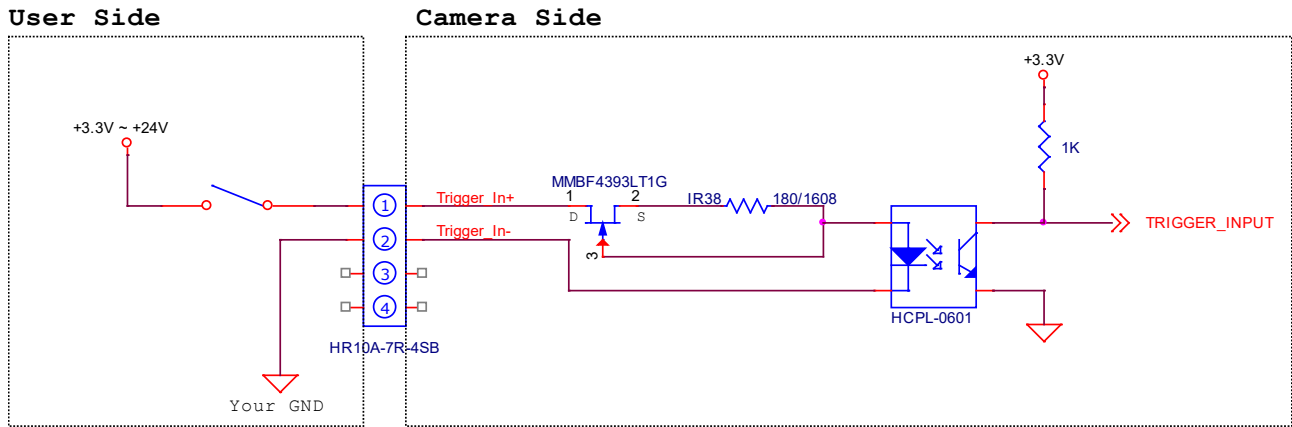 User Side
Camera Side
+3.3V
+3.3V ~ +24V
1K
MMBF4393LT1G
1
2
IR38
180/1608
D
S
Trigger_In+
1
TRIGGER_INPUT
Trigger_In-
2
3
3
4
HCPL-0601
HR10A-7R-4SB
Your GND